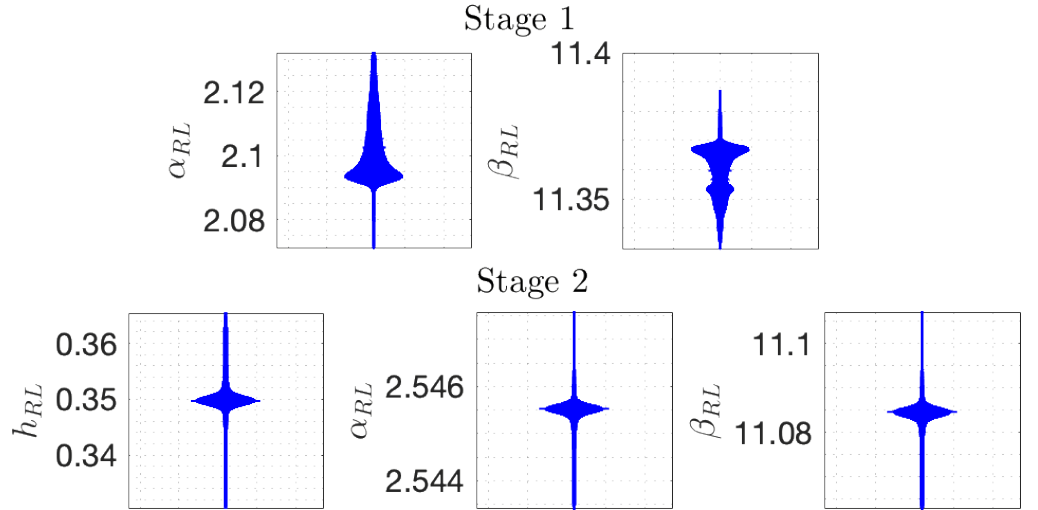 Stage 1
α_RL
2.12
2.1
2.08
β_RL
11.4
11.35
Stage 2
h_RL
0.36
0.35
0.34
α_RL
2.546
2.544
β_RL
11.1
11.08